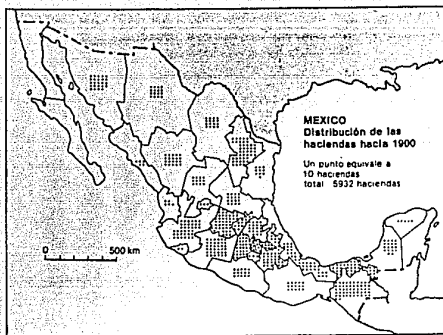 MEXICO
Distribución de las
haciendas hacia 1900
Un punto equivale a
10 haciendas
total 5932 haciendas
0 500 km